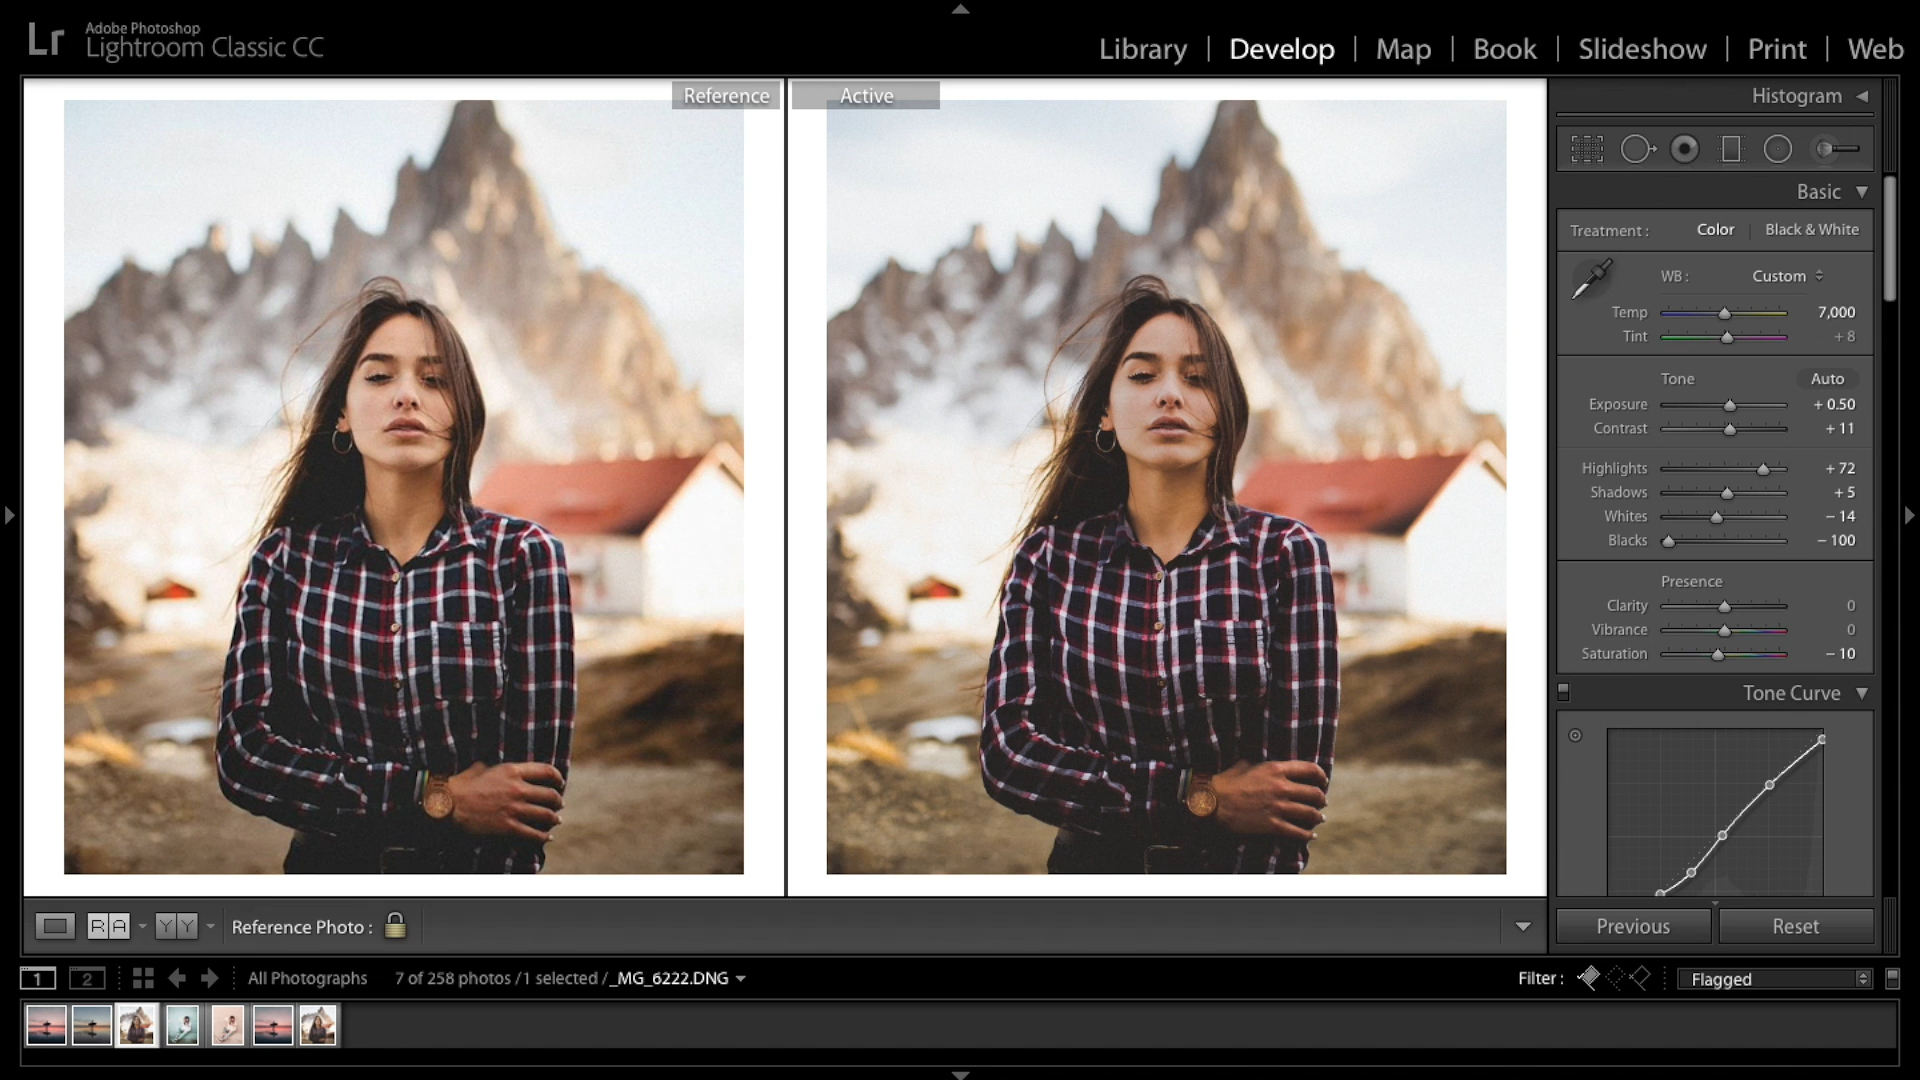 Lr Adobe Photoshop
Lightroom Classic CC
Library | Develop | Map | Book | Slideshow | Print | Web
Reference
Active
Histogram
Basic
Treatment : Color | Black & White
WB : Custom
Temp 7,000
Tint + 8
Tone Auto
Exposure + 0.50
Contrast + 11
Highlights + 72
Shadows + 5
Whites − 14
Blacks − 100
Presence
Clarity 0
Vibrance 0
Saturation − 10
Tone Curve
R A Y Y Reference Photo :
Previous Reset
1 2 All Photographs 7 of 258 photos /1 selected /_MG_6222.DNG Filter : Flagged